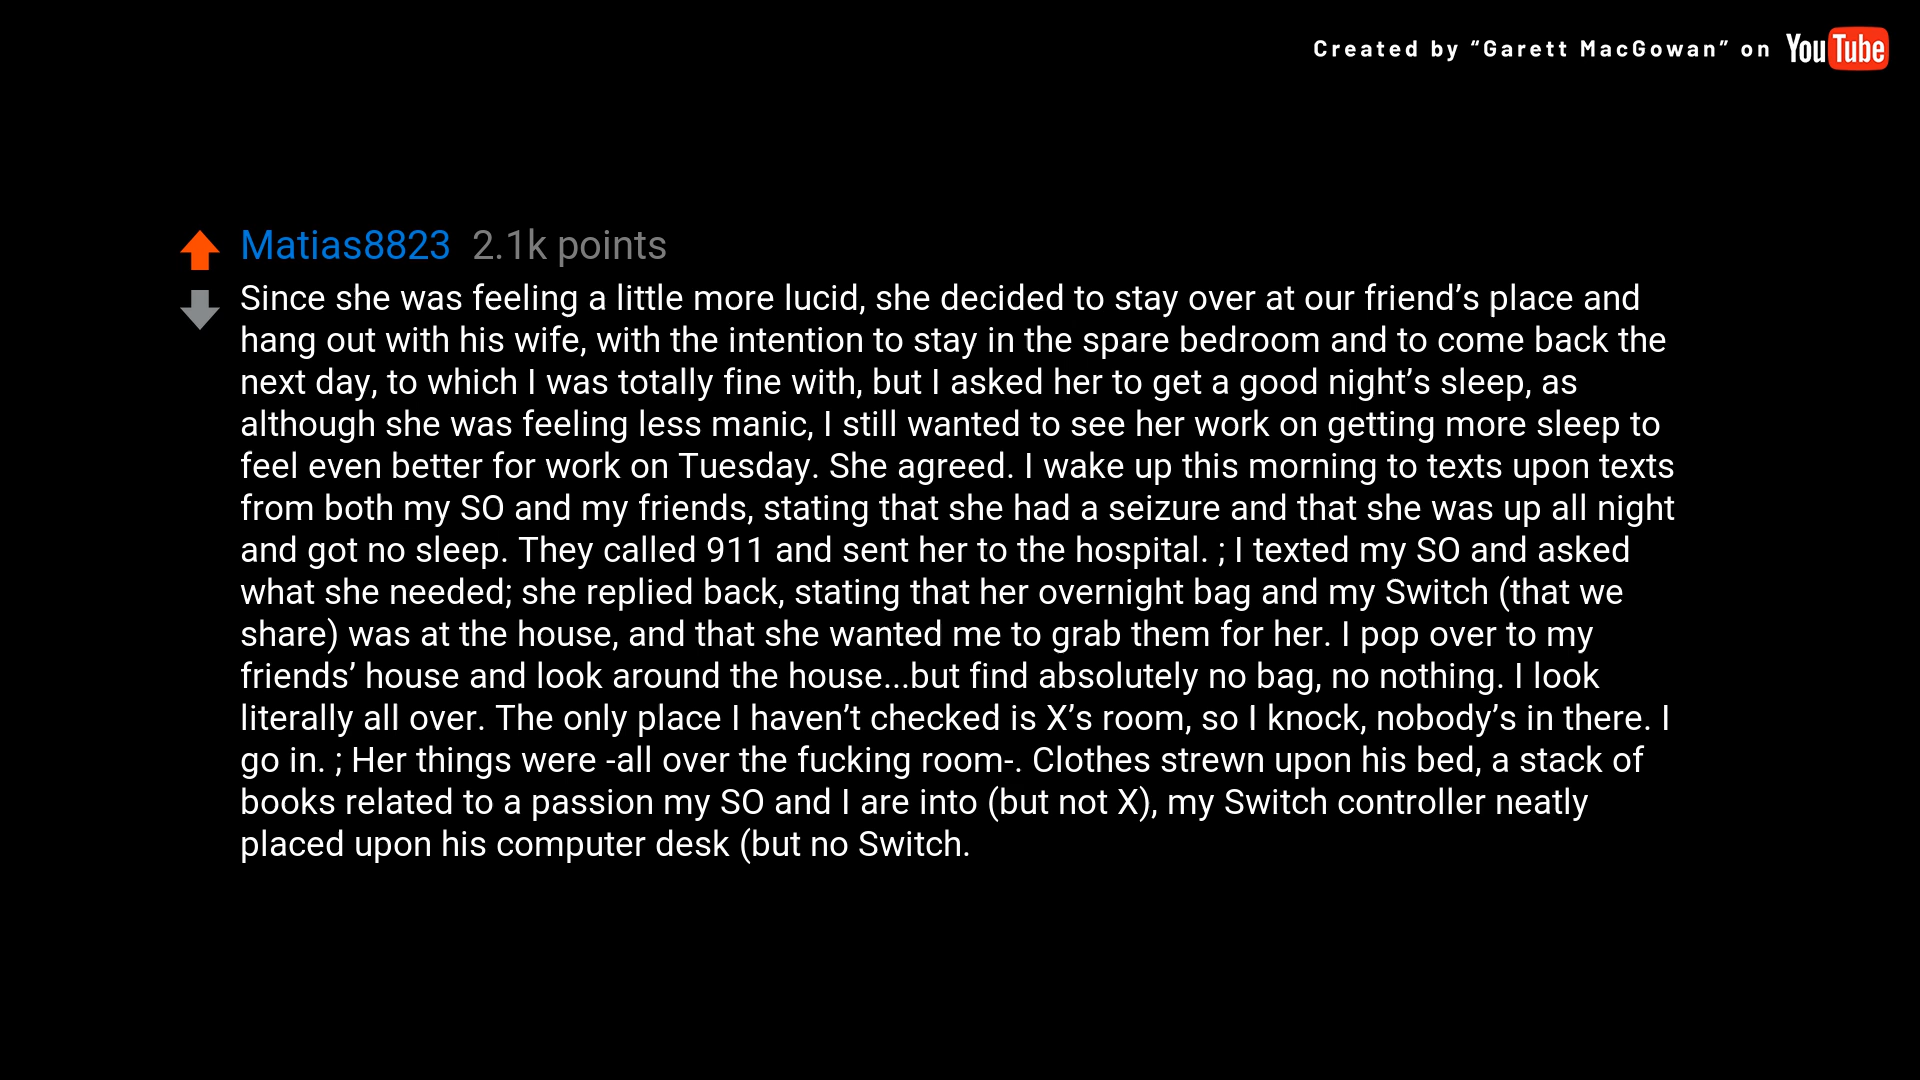 Created by “Garett MacGowan” on YouTube
Matias8823 2.1k points
Since she was feeling a little more lucid, she decided to stay over at our friend’s place and
hang out with his wife, with the intention to stay in the spare bedroom and to come back the
next day, to which I was totally fine with, but I asked her to get a good night’s sleep, as
although she was feeling less manic, I still wanted to see her work on getting more sleep to
feel even better for work on Tuesday. She agreed. I wake up this morning to texts upon texts
from both my SO and my friends, stating that she had a seizure and that she was up all night
and got no sleep. They called 911 and sent her to the hospital. ; I texted my SO and asked
what she needed; she replied back, stating that her overnight bag and my Switch (that we
share) was at the house, and that she wanted me to grab them for her. I pop over to my
friends’ house and look around the house...but find absolutely no bag, no nothing. I look
literally all over. The only place I haven’t checked is X’s room, so I knock, nobody’s in there. I
go in. ; Her things were -all over the fucking room-. Clothes strewn upon his bed, a stack of
books related to a passion my SO and I are into (but not X), my Switch controller neatly
placed upon his computer desk (but no Switch.